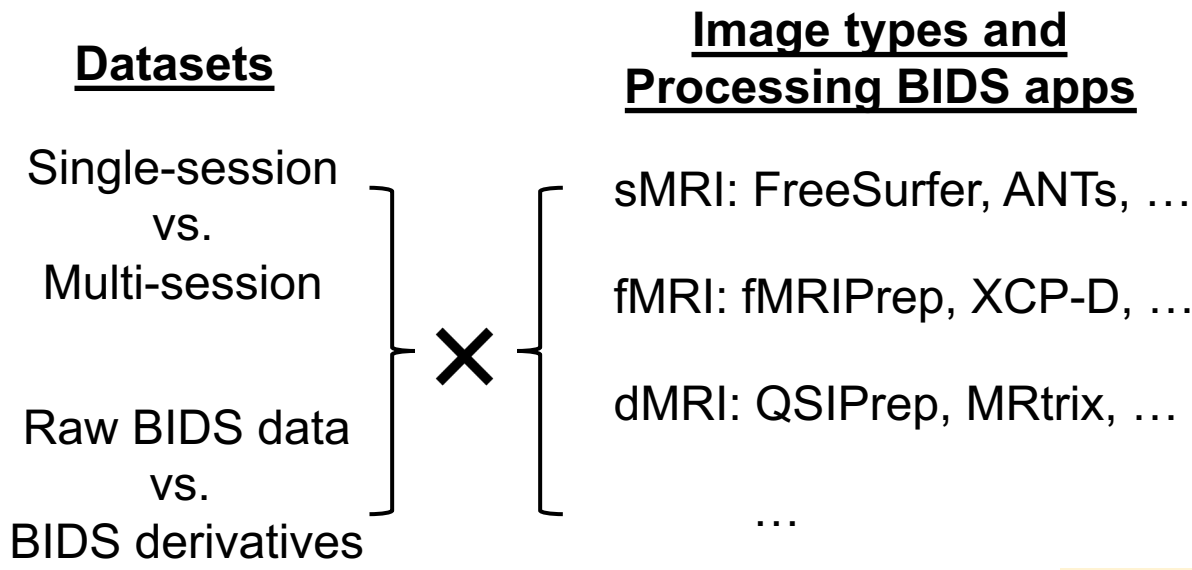 Datasets
Single-session
vs.
Multi-session
Raw BIDS data
vs.
BIDS derivatives
×
Image types and
Processing BIDS apps
sMRI: FreeSurfer, ANTs, …
fMRI: fMRIPrep, XCP-D, …
dMRI: QSIPrep, MRtrix, …
…